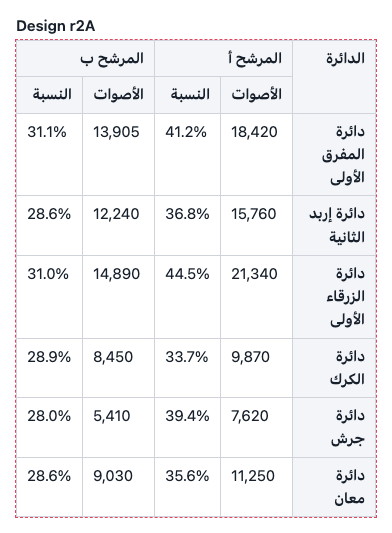 Design r2A
الدائرة المرشح أ المرشح ب
الأصوات النسبة الأصوات النسبة
دائرة 18,420 41.2% 13,905 31.1%
المفرق
الأولى
دائرة إربد 15,760 36.8% 12,240 28.6%
الثانية
دائرة 21,340 44.5% 14,890 31.0%
الزرقاء
الأولى
دائرة 9,870 33.7% 8,450 28.9%
الكرك
دائرة 7,620 39.4% 5,410 28.0%
جرش
دائرة 11,250 35.6% 9,030 28.6%
معان